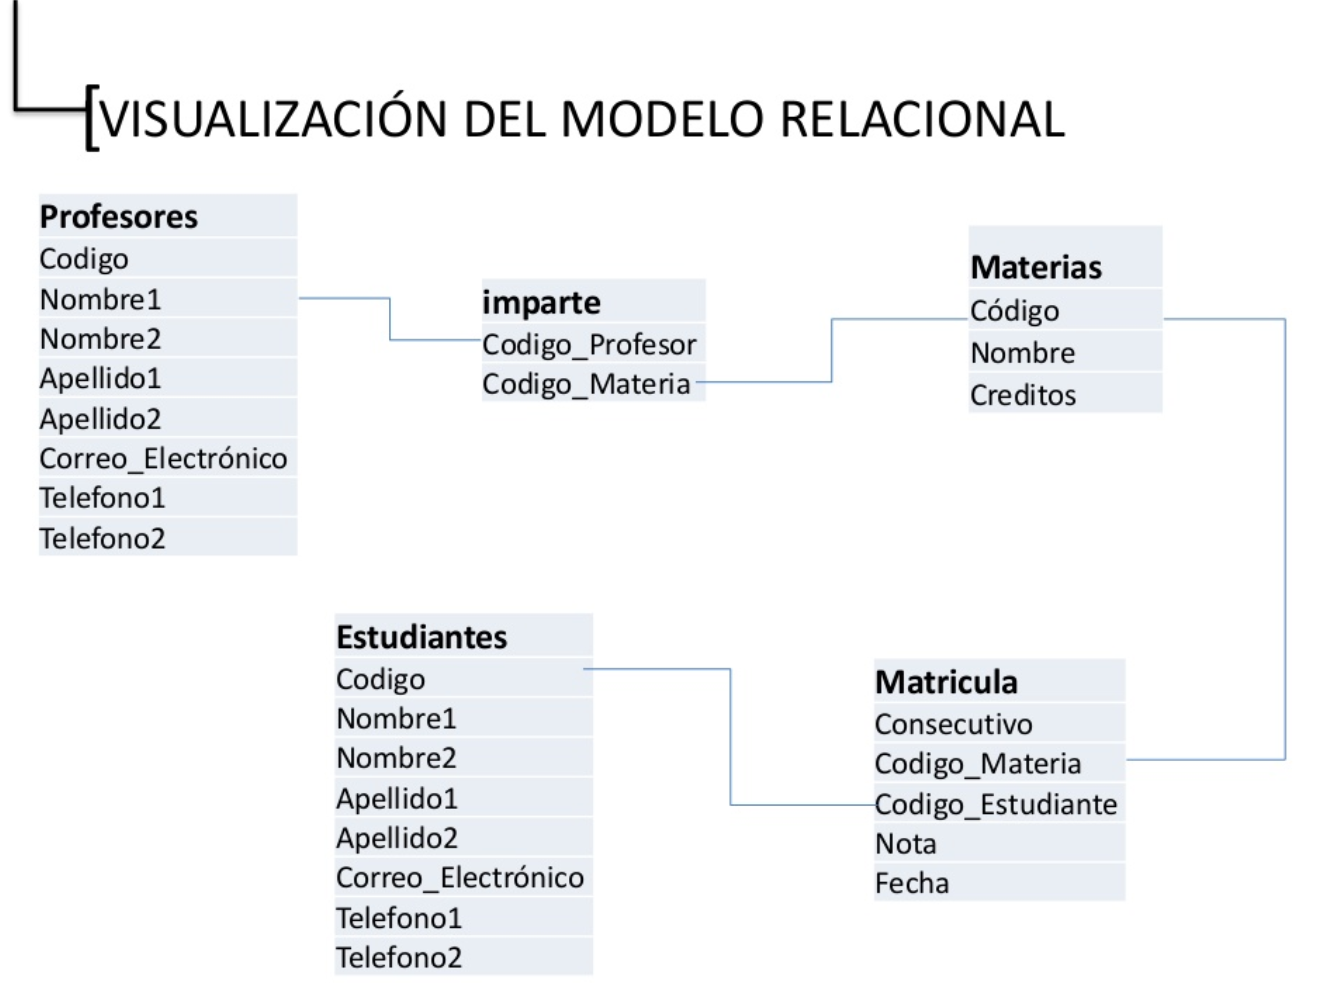 VISUALIZACIÓN DEL MODELO RELACIONAL
Profesores
Codigo
Nombre1
Nombre2
Apellido1
Apellido2
Correo_Electrónico
Telefono1
Telefono2
imparte
Codigo_Profesor
Codigo_Materia
Materias
Código
Nombre
Creditos
Estudiantes
Codigo
Nombre1
Nombre2
Apellido1
Apellido2
Correo_Electrónico
Telefono1
Telefono2
Matricula
Consecutivo
Codigo_Materia
Codigo_Estudiante
Nota
Fecha